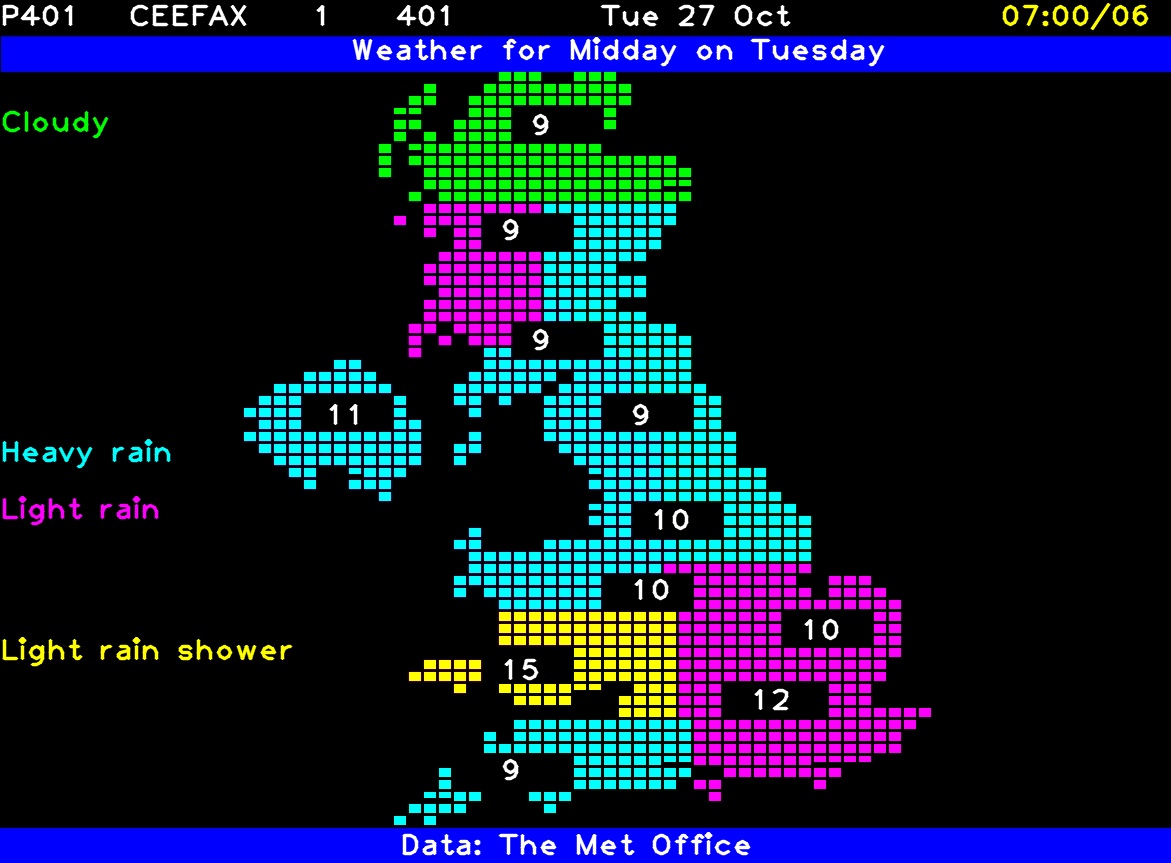 P401 CEEFAX 1 401 Tue 27 Oct 07:00/06
Weather for Midday on Tuesday
Cloudy
9
9
9
11
9
Heavy rain
Light rain
10
10
10
Light rain shower
15
12
9
Data: The Met Office